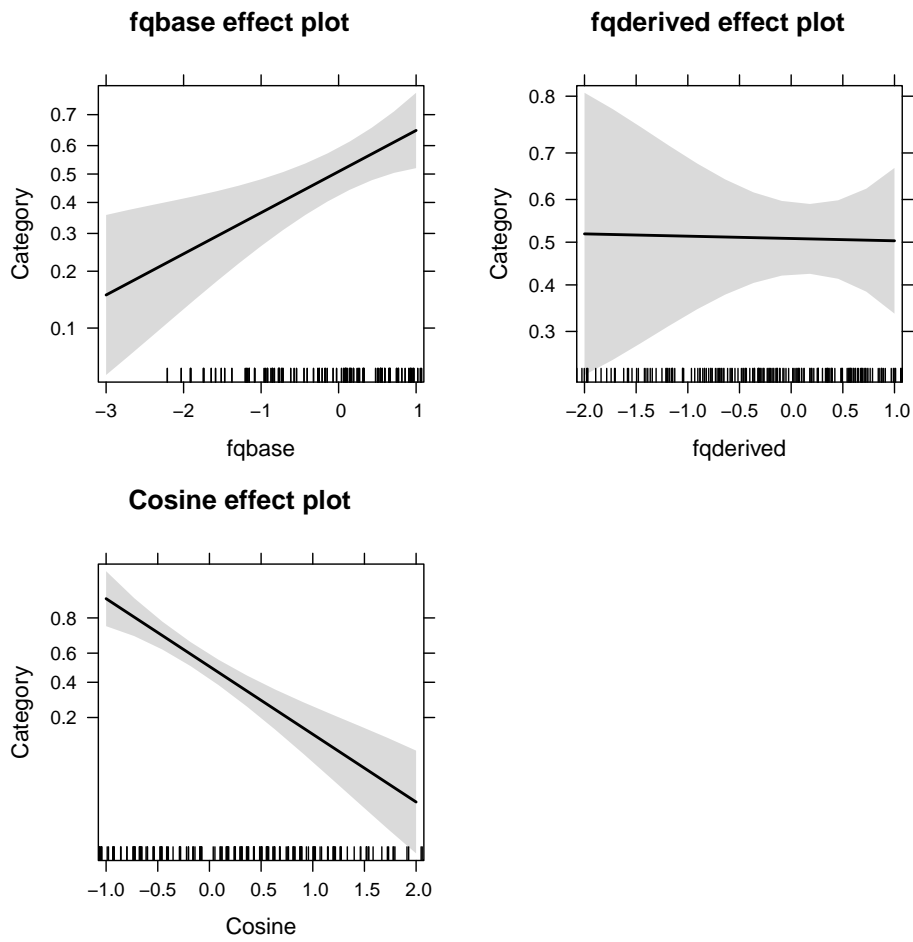 fqbase effect plot
Category
0.7
0.6
0.5
0.4
0.3
0.2
0.1
−3 −2 −1 0 1
fqbase
fqderived effect plot
Category
0.8
0.7
0.6
0.5
0.4
0.3
−2.0 −1.5 −1.0 −0.5 0.0 0.5 1.0
fqderived
Cosine effect plot
Category
0.8
0.6
0.4
0.2
−1.0 −0.5 0.0 0.5 1.0 1.5 2.0
Cosine